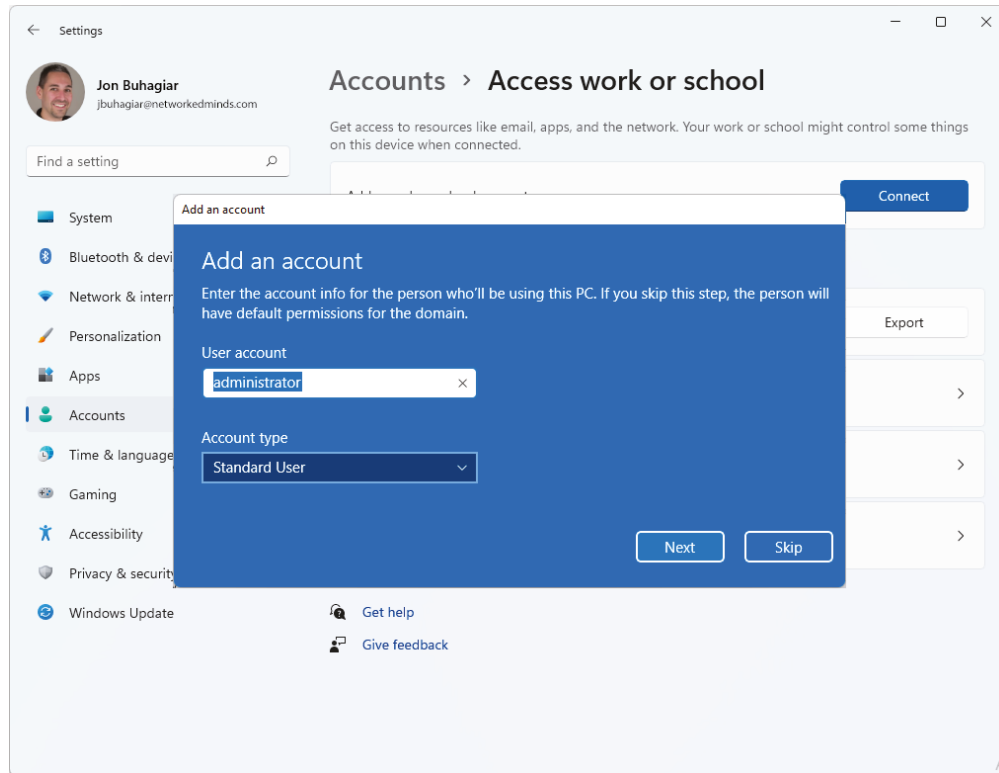 Settings
Jon Buhagiar
jbuhagiar@networkedminds.com
Find a setting
System
Bluetooth & devi
Network & intern
Personalization
Apps
Accounts
Time & language
Gaming
Accessibility
Privacy & security
Windows Update
Accounts > Access work or school
Get access to resources like email, apps, and the network. Your work or school might control some things
on this device when connected.
Connect
Export
Add an account
Add an account
Enter the account info for the person who'll be using this PC. If you skip this step, the person will
have default permissions for the domain.
User account
administrator
Account type
Standard User
Next
Skip
Get help
Give feedback